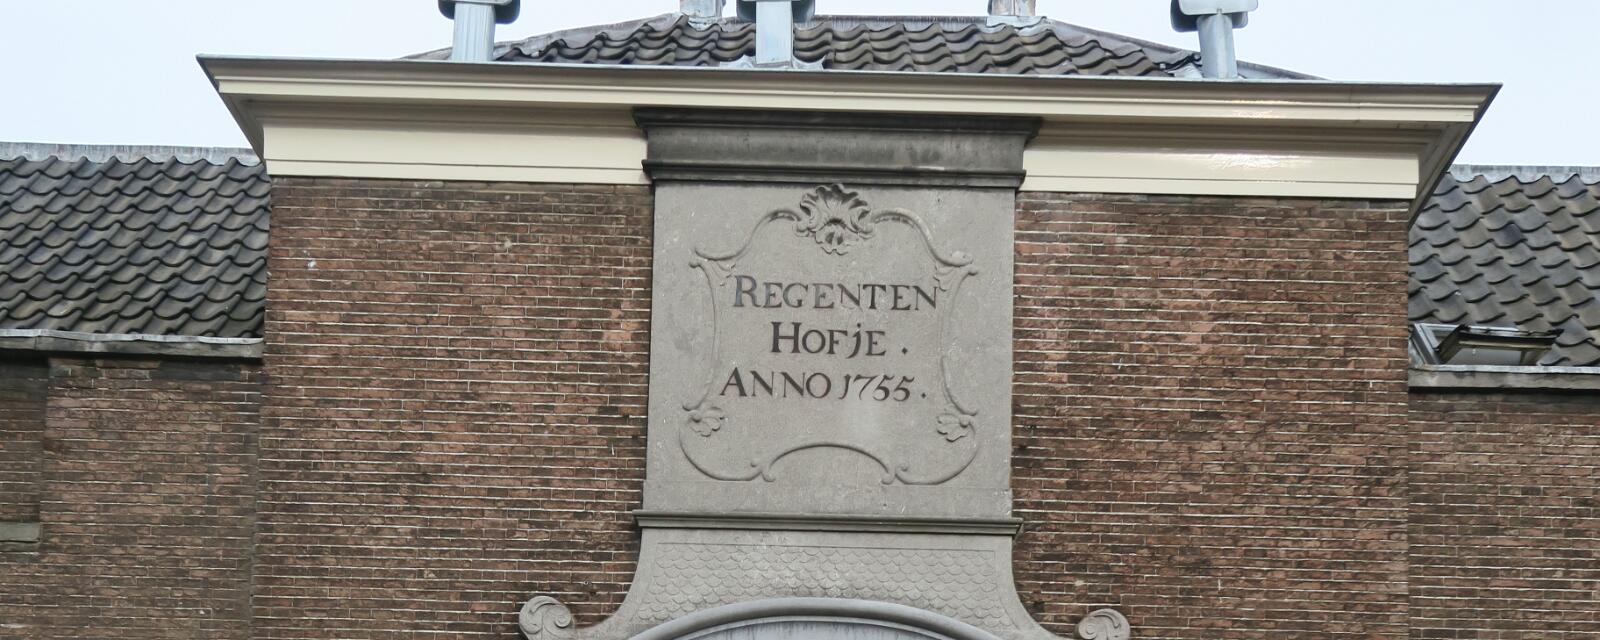 REGENTEN
HOFJE.
ANNO 1755.